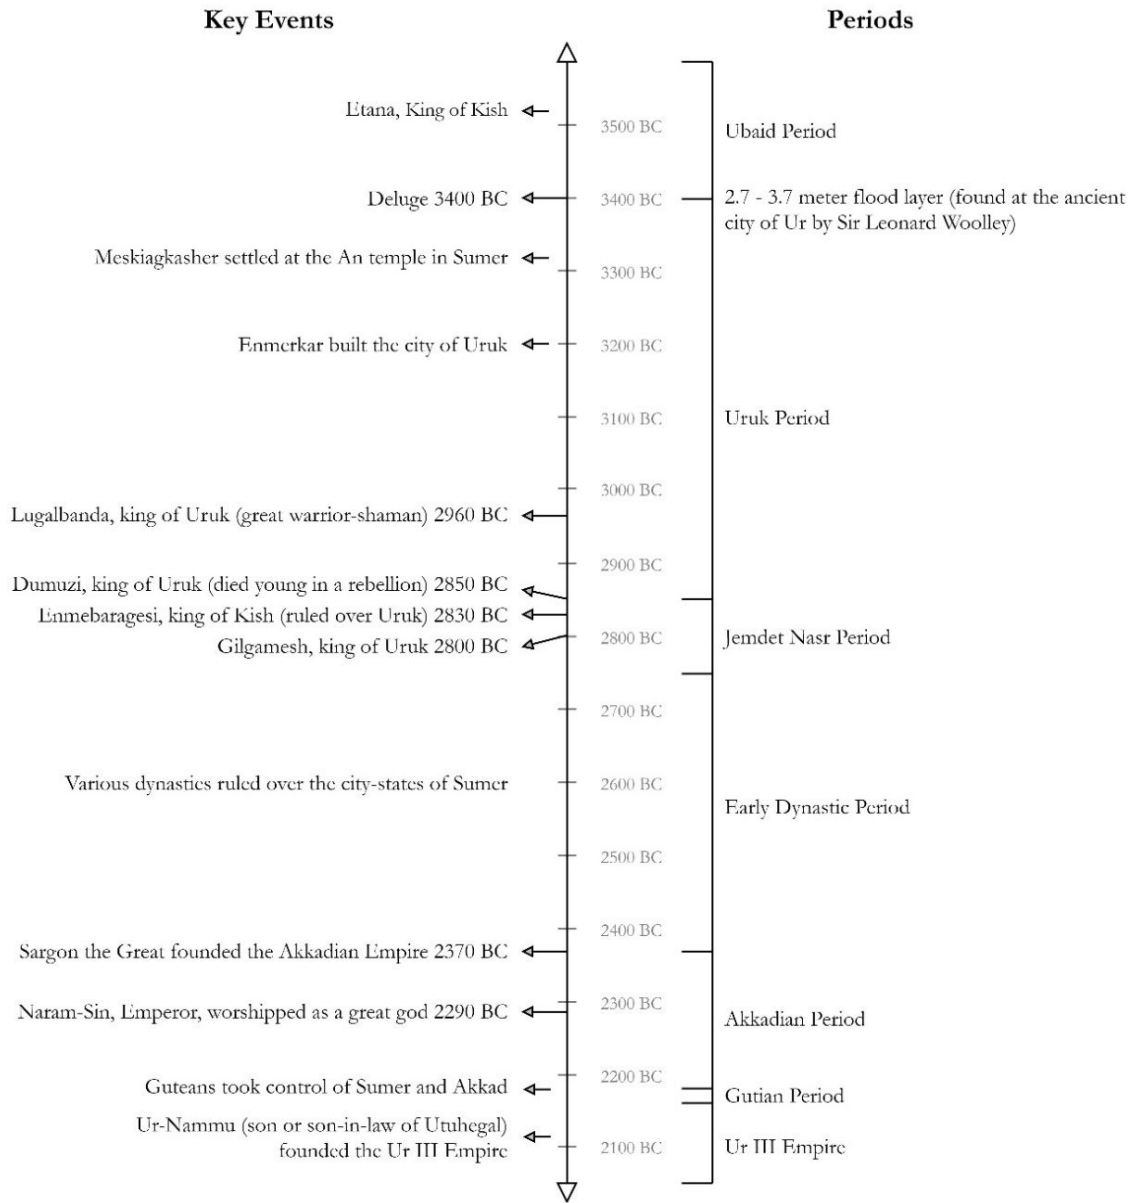 Key Events
Periods
Etana, King of Kish
3500 BC
Ubaid Period
Deluge 3400 BC
3400 BC
2.7 - 3.7 meter flood layer (found at the ancient
city of Ur by Sir Leonard Woolley)
Meskiagkasher settled at the An temple in Sumer
3300 BC
Enmerkar built the city of Uruk
3200 BC
3100 BC
Uruk Period
3000 BC
Lugalbanda, king of Uruk (great warrior-shaman) 2960 BC
2900 BC
Dumuzi, king of Uruk (died young in a rebellion) 2850 BC
Enmebaragesi, king of Kish (ruled over Uruk) 2830 BC
Gilgamesh, king of Uruk 2800 BC
2800 BC
Jemdet Nasr Period
2700 BC
Various dynasties ruled over the city-states of Sumer
2600 BC
Early Dynastic Period
2500 BC
2400 BC
Sargon the Great founded the Akkadian Empire 2370 BC
2300 BC
Naram-Sin, Emperor, worshipped as a great god 2290 BC
Akkadian Period
2200 BC
Guteans took control of Sumer and Akkad
Gutian Period
Ur-Nammu (son or son-in-law of Utuhegal)
founded the Ur III Empire
2100 BC
Ur III Empire